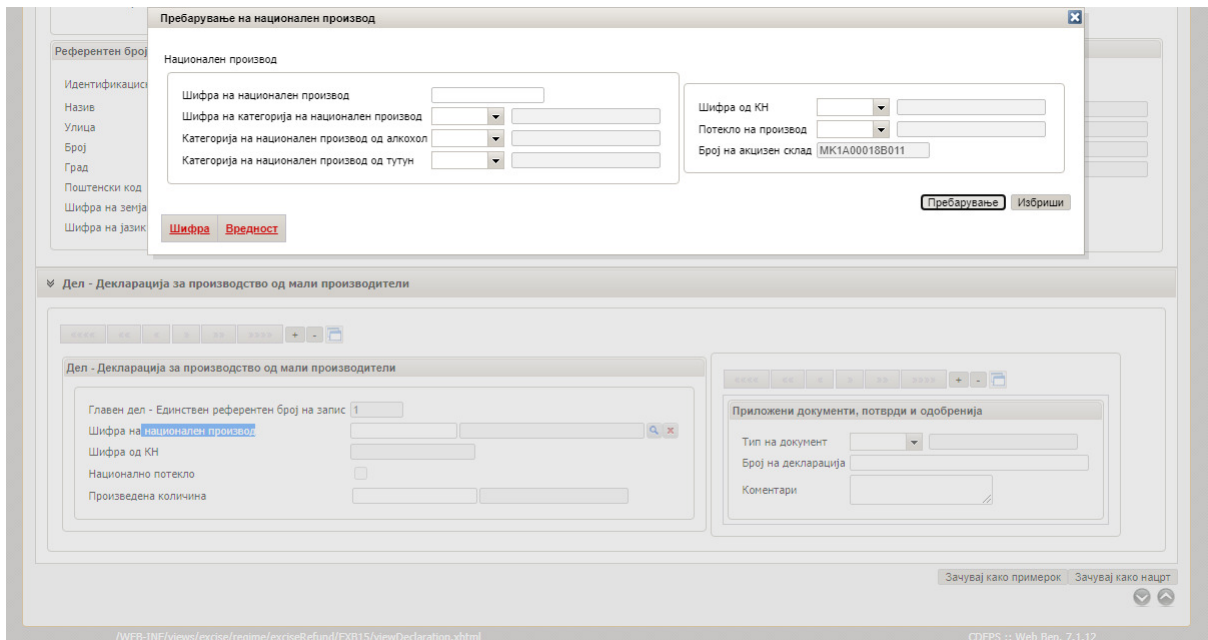 Пребарување на национален производ
Национален производ
Шифра на национален производ
Шифра на категорија на национален производ
Категорија на национален производ од алкохол
Категорија на национален производ од тутун
Шифра од КН
Потекло на производ
Број на акцизен склад MK1A00018B011
Пребарување Избриши
Шифра Вредност
Референтен број
Назив
Улица
Број
Град
Поштенски код
Шифра на земја
Шифра на јазик
Дел - Декларација за производство од мали производители
<<<< << < > >> >>>> + -
Дел - Декларација за производство од мали производители
Главен дел - Единствен референтен број на запис 1
Шифра на национален производ
Шифра од КН
Национално потекло
Произведена количина
<<<< << < > >> >>>> + -
Приложени документи, потврди и одобренија
Тип на документ
Број на декларација
Коментари
Зачувај како примерок Зачувај како нацрт
/WEB-INF/views/excise/regime/exciseRefund/EXB15/viewDeclaration.xhtml
CDEPS :: Web Ben. 7.1.12